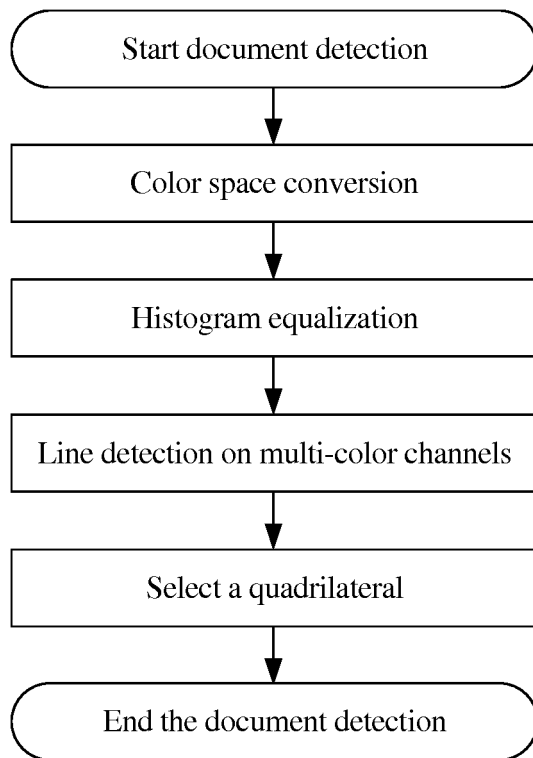 Start document detection
Color space conversion
Histogram equalization
Line detection on multi-color channels
Select a quadrilateral
End the document detection